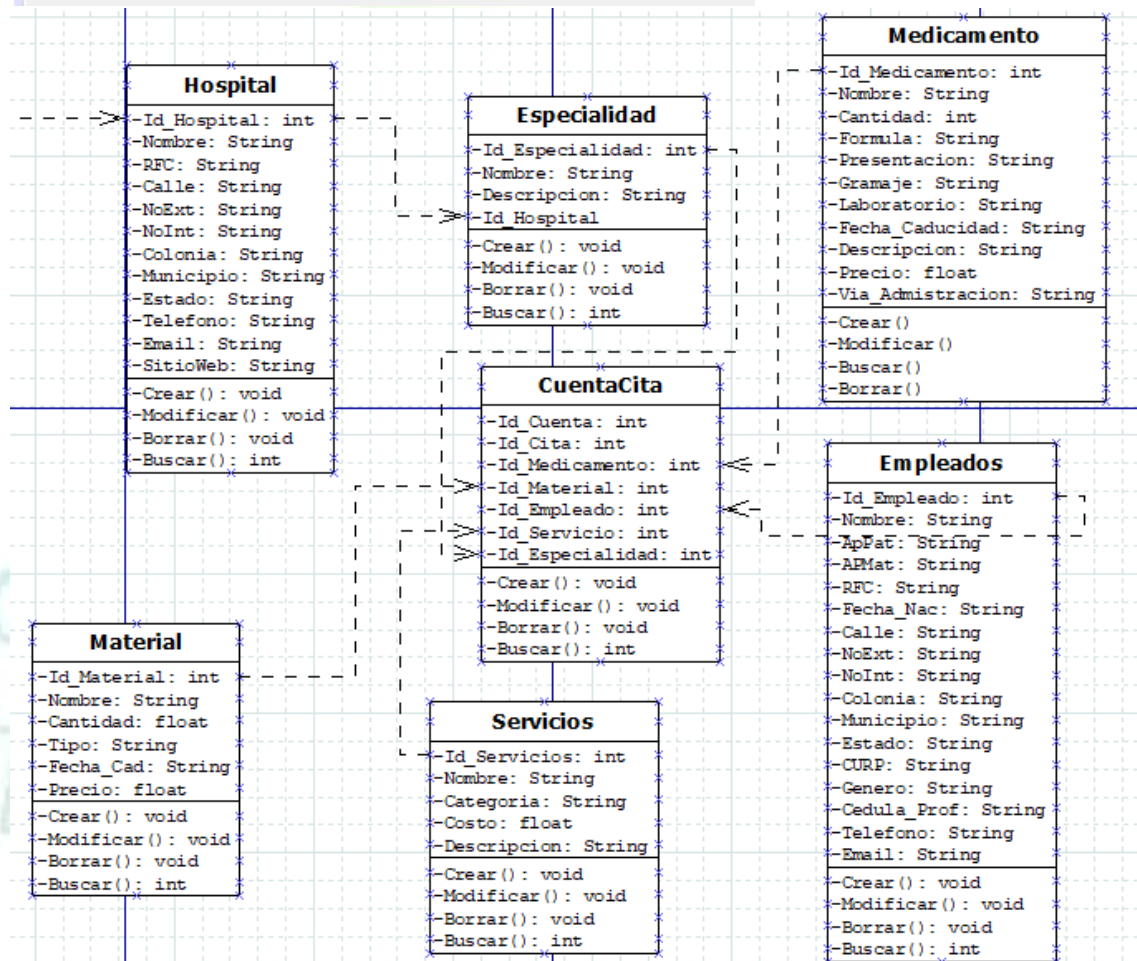 Hospital
-Id_Hospital: int
-Nombre: String
-RFC: String
-Calle: String
-NoExt: String
-NoInt: String
-Colonia: String
-Municipio: String
-Estado: String
-Telefono: String
-Email: String
-SitioWeb: String
-Crear(): void
-Modificar(): void
-Borrar(): void
-Buscar(): int
Especialidad
-Id_Especialidad: int
-Nombre: String
-Descripcion: String
-Id_Hospital
-Crear(): void
-Modificar(): void
-Borrar(): void
-Buscar(): int
Medicamento
-Id_Medicamento: int
-Nombre: String
-Cantidad: int
-Formula: String
-Presentacion: String
-Gramaje: String
-Laboratorio: String
-Fecha_Caducidad: String
-Descripcion: String
-Precio: float
-Via_Admistracion: String
-Crear()
-Modificar()
-Buscar()
-Borrar()
CuentaCita
-Id_Cuenta: int
-Id_Cita: int
-Id_Medicamento: int
-Id_Material: int
-Id_Empleado: int
-Id_Servicio: int
-Id_Especialidad: int
-Crear(): void
-Modificar(): void
-Borrar(): void
-Buscar(): int
Empleados
-Id_Empleado: int
-Nombre: String
-ApPat: String
-APMat: String
-RFC: String
-Fecha_Nac: String
-Calle: String
-NoExt: String
-NoInt: String
-Colonia: String
-Municipio: String
-Estado: String
-CURP: String
-Genero: String
-Cedula_Prof: String
-Telefono: String
-Email: String
-Crear(): void
-Modificar(): void
-Borrar(): void
-Buscar(): int
Material
-Id_Material: int
-Nombre: String
-Cantidad: float
-Tipo: String
-Fecha_Cad: String
-Precio: float
-Crear(): void
-Modificar(): void
-Borrar(): void
-Buscar(): int
Servicios
-Id_Servicios: int
-Nombre: String
-Categoria: String
-Costo: float
-Descripcion: String
-Crear(): void
-Modificar(): void
-Borrar(): void
-Buscar(): int